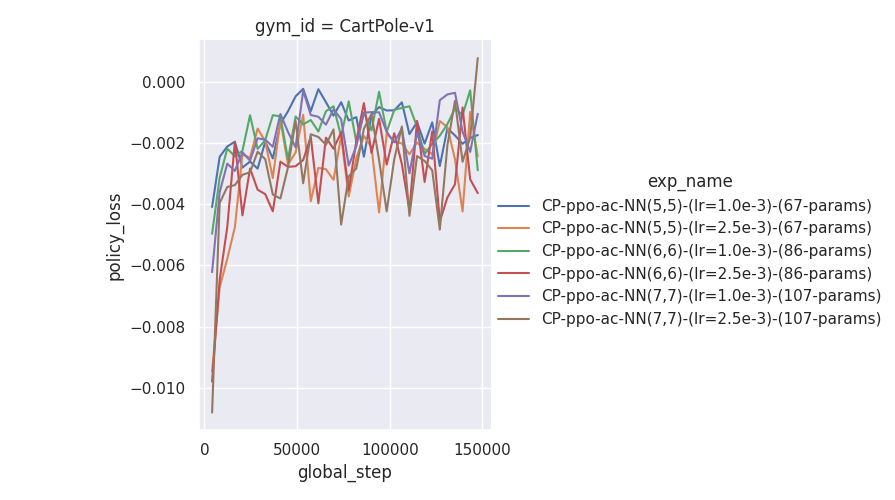 gym_id = CartPole-v1
0.000
−0.002
−0.004
−0.006
−0.008
−0.010
policy_loss
0
50000
100000
150000
global_step
exp_name
CP-ppo-ac-NN(5,5)-(lr=1.0e-3)-(67-params)
CP-ppo-ac-NN(5,5)-(lr=2.5e-3)-(67-params)
CP-ppo-ac-NN(6,6)-(lr=1.0e-3)-(86-params)
CP-ppo-ac-NN(6,6)-(lr=2.5e-3)-(86-params)
CP-ppo-ac-NN(7,7)-(lr=1.0e-3)-(107-params)
CP-ppo-ac-NN(7,7)-(lr=2.5e-3)-(107-params)